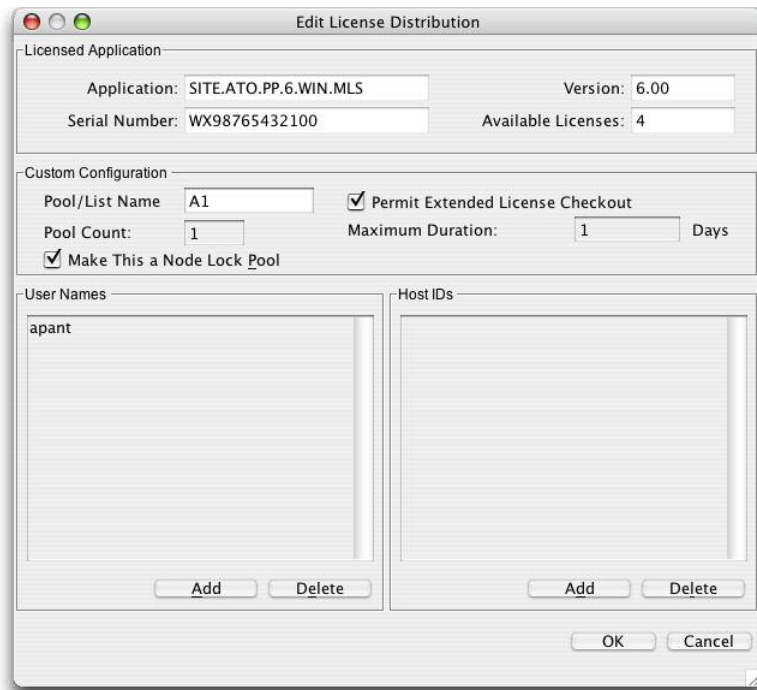 Edit License Distribution
Licensed Application
Application: SITE.ATO.PP.6.WIN.MLS Version: 6.00
Serial Number: WX98765432100 Available Licenses: 4
Custom Configuration
Pool/List Name A1 Permit Extended License Checkout
Pool Count: 1 Maximum Duration: 1 Days
Make This a Node Lock Pool
User Names Host IDs
apant
Add Delete Add Delete
OK Cancel